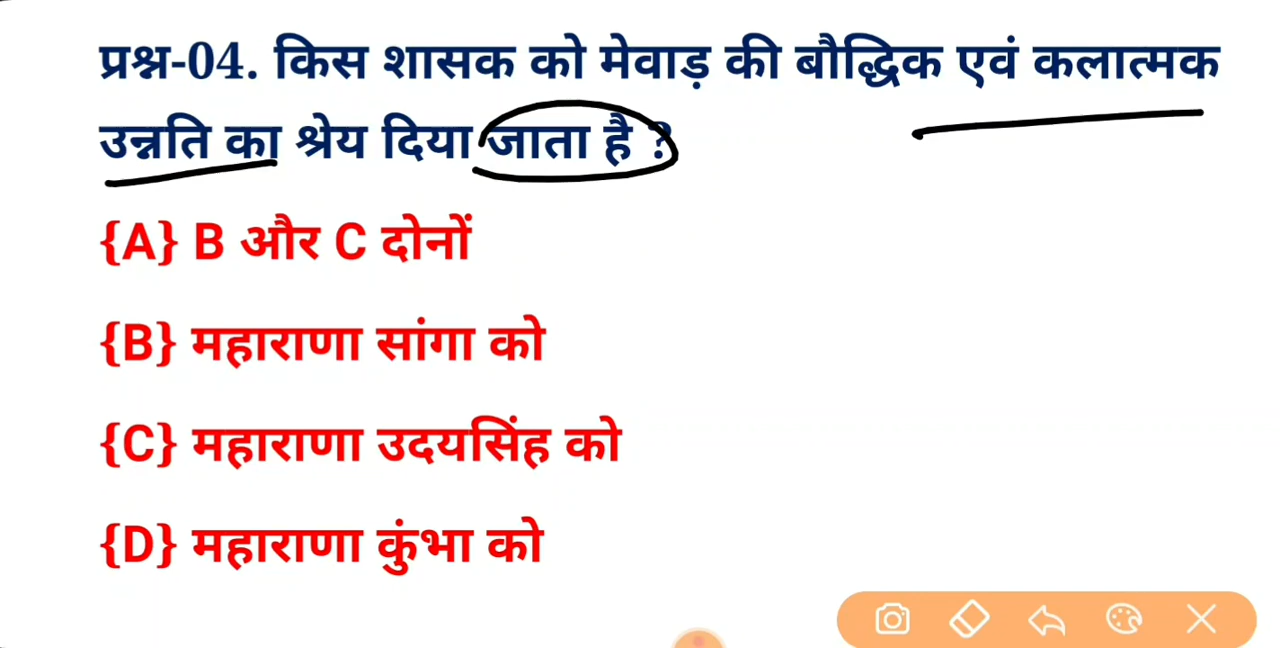 प्रश्न-04. किस शासक को मेवाड़ की बौद्धिक एवं कलात्मक
उन्नति का श्रेय दिया जाता है ?
{A} B और C दोनों
{B} महाराणा सांगा को
{C} महाराणा उदयसिंह को
{D} महाराणा कुंभा को